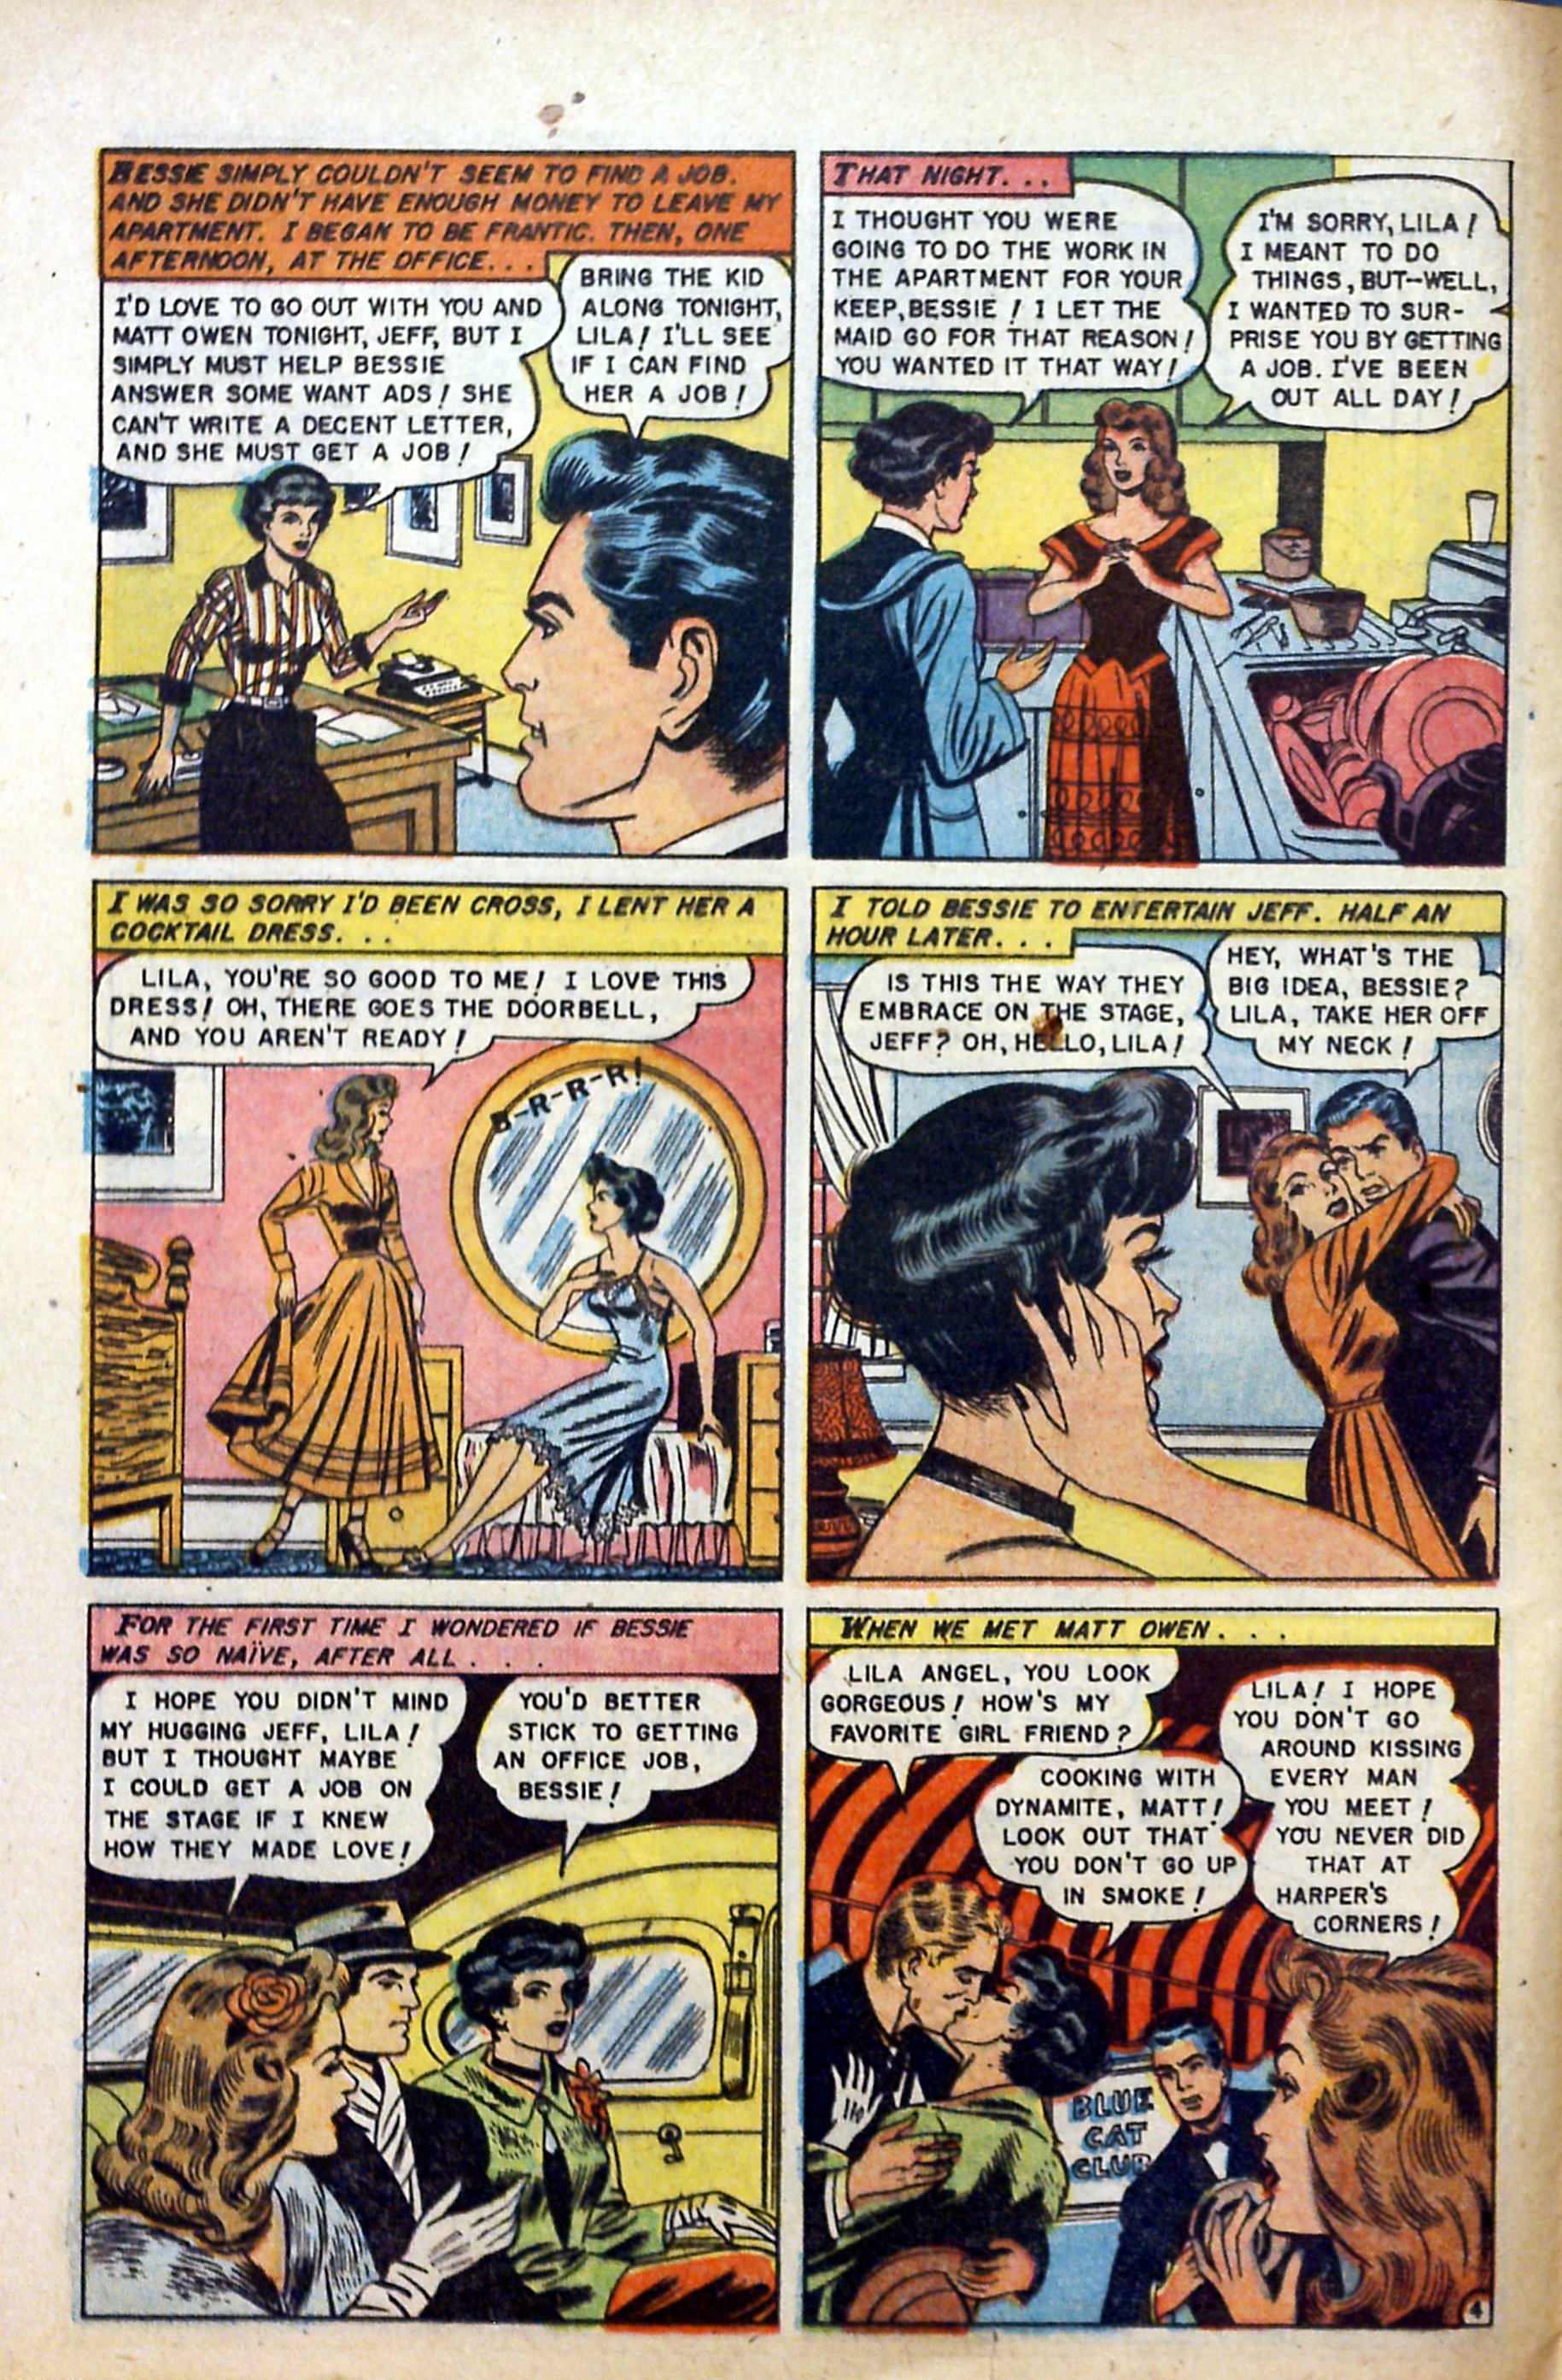 BESSIE SIMPLY COULDN'T SEEM TO FIND A JOB.
AND SHE DIDN'T HAVE ENOUGH MONEY TO LEAVE MY
APARTMENT. I BEGAN TO BE FRANTIC. THEN, ONE
AFTERNOON, AT THE OFFICE...
I'D LOVE TO GO OUT WITH YOU AND
MATT OWEN TONIGHT, JEFF, BUT I
SIMPLY MUST HELP BESSIE
ANSWER SOME WANT ADS! SHE
CAN'T WRITE A DECENT LETTER,
AND SHE MUST GET A JOB!
BRING THE KID
ALONG TONIGHT,
LILA! I'LL SEE
IF I CAN FIND
HER A JOB!
THAT NIGHT...
I THOUGHT YOU WERE
GOING TO DO THE WORK IN
THE APARTMENT FOR YOUR
KEEP, BESSIE! I LET THE
MAID GO FOR THAT REASON!
YOU WANTED IT THAT WAY!
I'M SORRY, LILA!
I MEANT TO DO
THINGS, BUT--WELL,
I WANTED TO SUR-
PRISE YOU BY GETTING
A JOB. I'VE BEEN
OUT ALL DAY!
I WAS SO SORRY I'D BEEN CROSS, I LENT HER A
COCKTAIL DRESS...
LILA, YOU'RE SO GOOD TO ME! I LOVE THIS
DRESS! OH, THERE GOES THE DOORBELL,
AND YOU AREN'T READY!
B-R-R-R!
I TOLD BESSIE TO ENTERTAIN JEFF. HALF AN
HOUR LATER...
IS THIS THE WAY THEY
EMBRACE ON THE STAGE,
JEFF? OH, HELLO, LILA!
HEY, WHAT'S THE
BIG IDEA, BESSIE?
LILA, TAKE HER OFF
MY NECK!
FOR THE FIRST TIME I WONDERED IF BESSIE
WAS SO NAÏVE, AFTER ALL...
I HOPE YOU DIDN'T MIND
MY HUGGING JEFF, LILA!
BUT I THOUGHT MAYBE
I COULD GET A JOB ON
THE STAGE IF I KNEW
HOW THEY MADE LOVE!
YOU'D BETTER
STICK TO GETTING
AN OFFICE JOB,
BESSIE!
WHEN WE MET MATT OWEN...
LILA ANGEL, YOU LOOK
GORGEOUS! HOW'S MY
FAVORITE GIRL FRIEND?
COOKING WITH
DYNAMITE, MATT!
LOOK OUT THAT
YOU DON'T GO UP
IN SMOKE!
LILA! I HOPE
YOU DON'T GO
AROUND KISSING
EVERY MAN
YOU MEET!
YOU NEVER DID
THAT AT
HARPER'S
CORNERS!
BLUE
CAT
CLUB
4